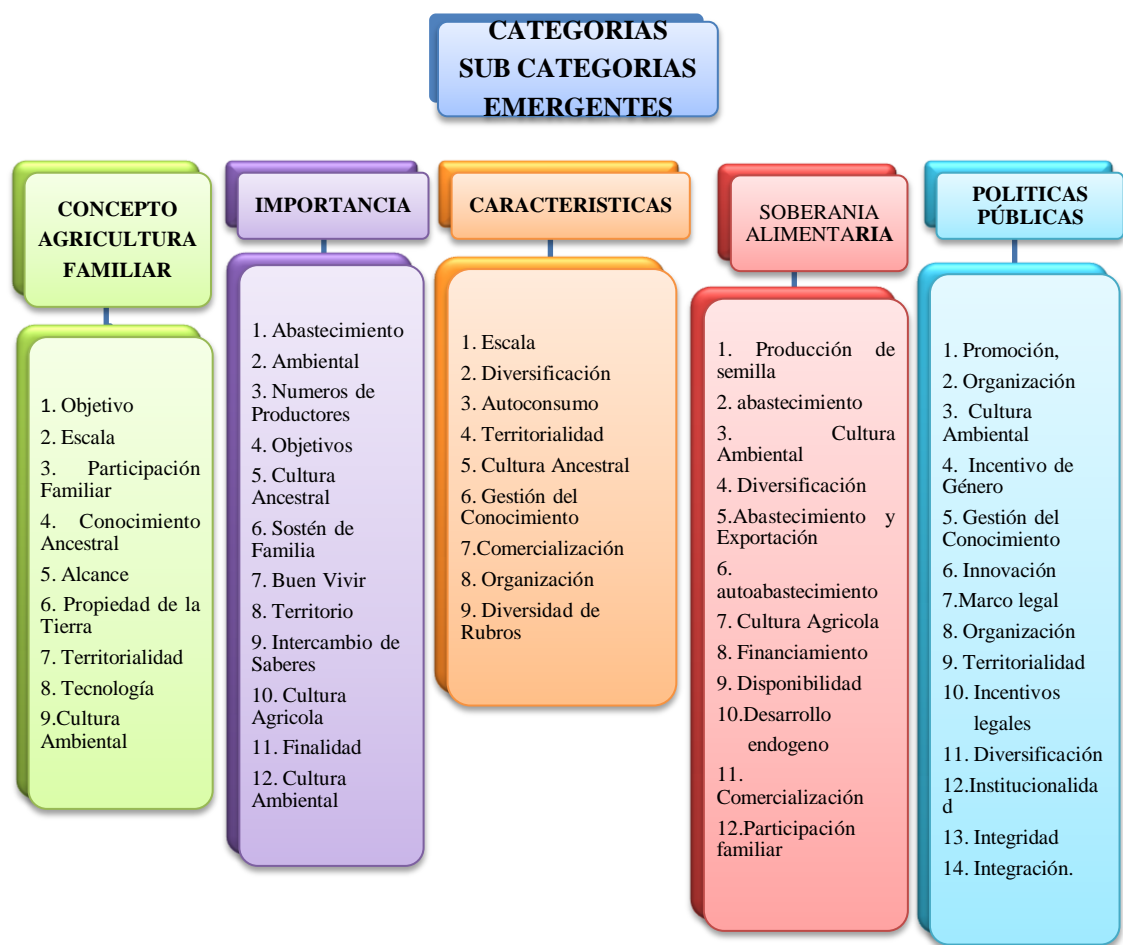 CATEGORIAS
SUB CATEGORIAS
EMERGENTES
CONCEPTO
AGRICULTURA
FAMILIAR
1. Objetivo
2. Escala
3. Participación
Familiar
4. Conocimiento
Ancestral
5. Alcance
6. Propiedad de la
Tierra
7. Territorialidad
8. Tecnología
9.Cultura
Ambiental
IMPORTANCIA
1. Abastecimiento
2. Ambiental
3. Numeros de
Productores
4. Objetivos
5. Cultura
Ancestral
6. Sostén de
Familia
7. Buen Vivir
8. Territorio
9. Intercambio de
Saberes
10. Cultura
Agricola
11. Finalidad
12. Cultura
Ambiental
CARACTERISTICAS
1. Escala
2. Diversificación
3. Autoconsumo
4. Territorialidad
5. Cultura Ancestral
6. Gestión del
Conocimiento
7.Comercialización
8. Organización
9. Diversidad de
Rubros
SOBERANIA
ALIMENTARIA
1. Producción de
semilla
2. abastecimiento
3. Cultura
Ambiental
4. Diversificación
5.Abastecimiento y
Exportación
6.
autoabastecimiento
7. Cultura Agricola
8. Financiamiento
9. Disponibilidad
10.Desarrollo
endogeno
11.
Comercialización
12.Participación
familiar
POLITICAS
PÚBLICAS
1. Promoción,
2. Organización
3. Cultura
Ambiental
4. Incentivo de
Género
5. Gestión del
Conocimiento
6. Innovación
7.Marco legal
8. Organización
9. Territorialidad
10. Incentivos
legales
11. Diversificación
12.Institucionalida
d
13. Integridad
14. Integración.